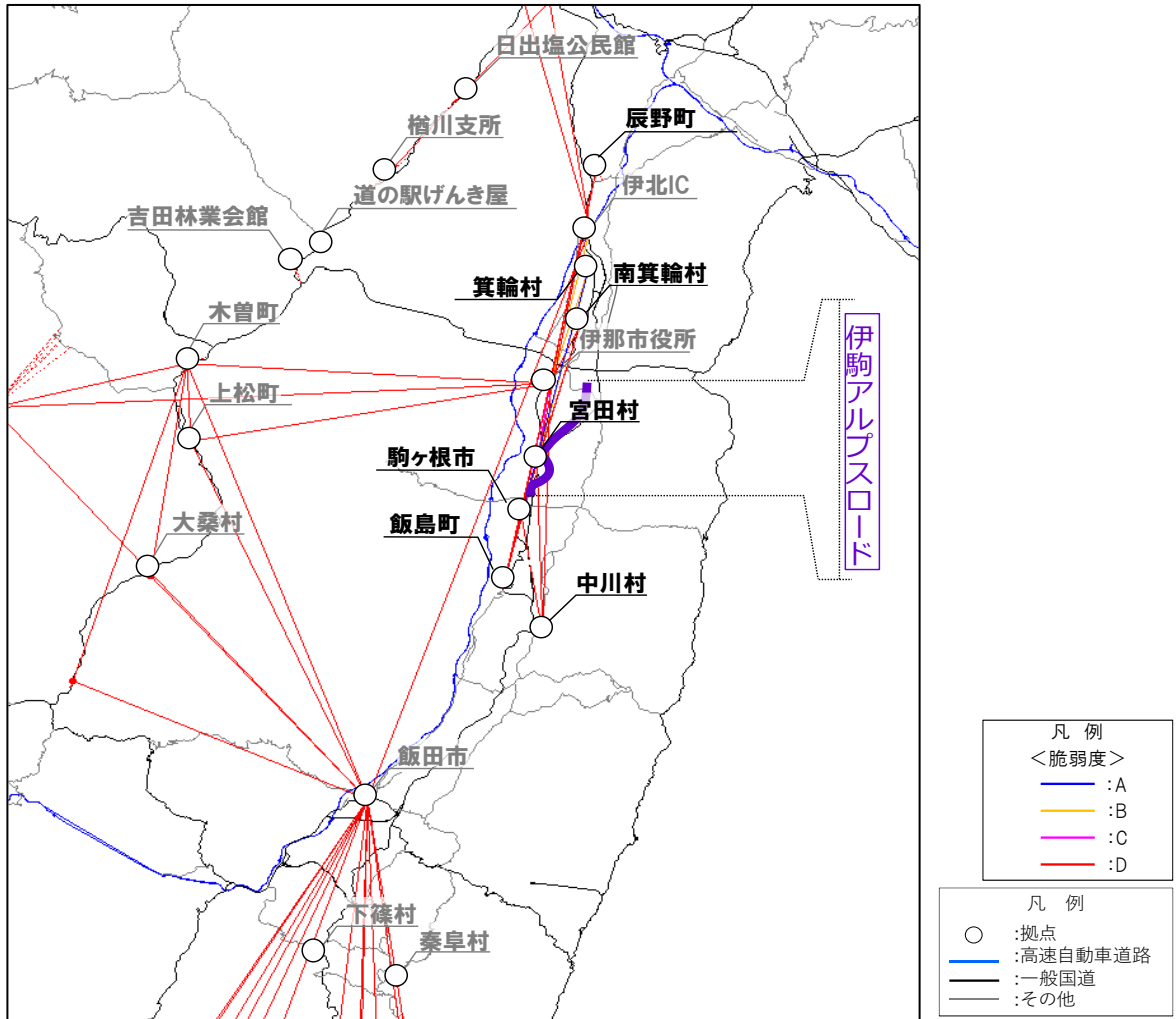 日出塩公民館
辰野町
楢川支所
伊北IC
道の駅げんき屋
吉田林業会館
箕輪村
南箕輪村
木曽町
伊那市役所
伊駒アルプスロード
上松町
宮田村
駒ヶ根市
大桑村
飯島町
中川村
飯田市
下篠村
秦阜村
凡 例
＜脆弱度＞
:A
:B
:C
:D
凡 例
:拠点
:高速自動車道路
:一般国道
:その他